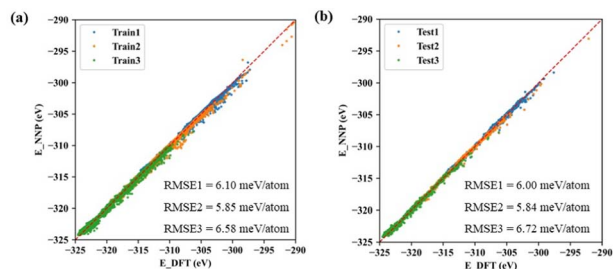 (a)
Train1
Train2
Train3
E_NNP (eV)
−290
−295
−300
−305
−310
−315
−320
−325
RMSE1 = 6.10 meV/atom
RMSE2 = 5.85 meV/atom
RMSE3 = 6.58 meV/atom
−325 −320 −315 −310 −305 −300 −295 −290
E_DFT (eV)
(b)
Test1
Test2
Test3
E_NNP (eV)
−290
−295
−300
−305
−310
−315
−320
−325
RMSE1 = 6.00 meV/atom
RMSE2 = 5.84 meV/atom
RMSE3 = 6.72 meV/atom
−325 −320 −315 −310 −305 −300 −295 −290
E_DFT (eV)